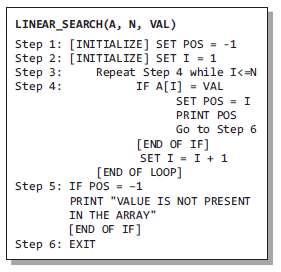 LINEAR_SEARCH(A, N, VAL)
Step 1: [INITIALIZE] SET POS = -1
Step 2: [INITIALIZE] SET I = 1
Step 3: Repeat Step 4 while I<=N
Step 4: IF A[I] = VAL
SET POS = I
PRINT POS
Go to Step 6
[END OF IF]
SET I = I + 1
[END OF LOOP]
Step 5: IF POS = -1
PRINT "VALUE IS NOT PRESENT
IN THE ARRAY"
[END OF IF]
Step 6: EXIT